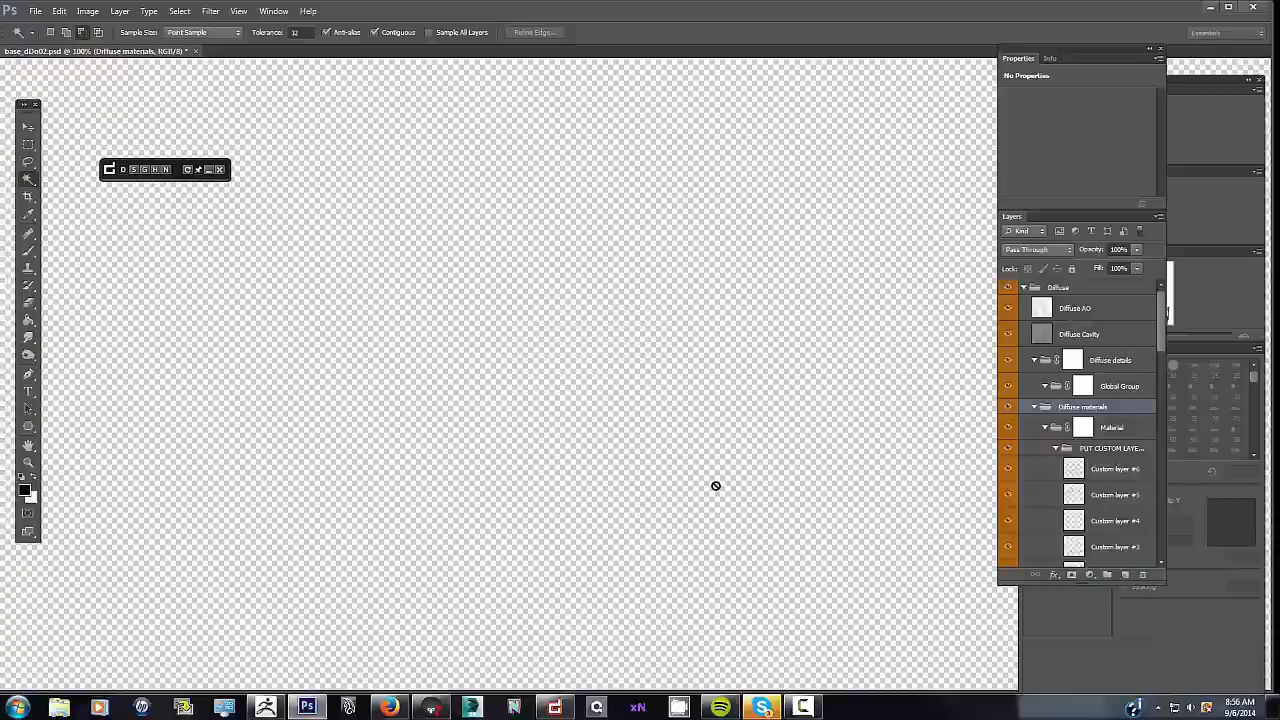 Ps File Edit Image Layer Type Select Filter View Window Help
Sample Size: Point Sample Tolerance: 32 Anti-alias Contiguous Sample All Layers Refine Edge... Essentials
base_dDo02.psd @ 100% (Diffuse materials, RGB/8) * ×
Properties Info
No Properties
D S G H N
Layers
Kind
Pass Through Opacity: 100%
Lock: Fill: 100%
Diffuse
Diffuse AO
Diffuse Cavity
Diffuse details
Global Group
Diffuse materials
Material
PUT CUSTOM LAYE...
Custom layer #6
Custom layer #5
Custom layer #4
Custom layer #3
Ps xN
8:56 AM
9/6/2014